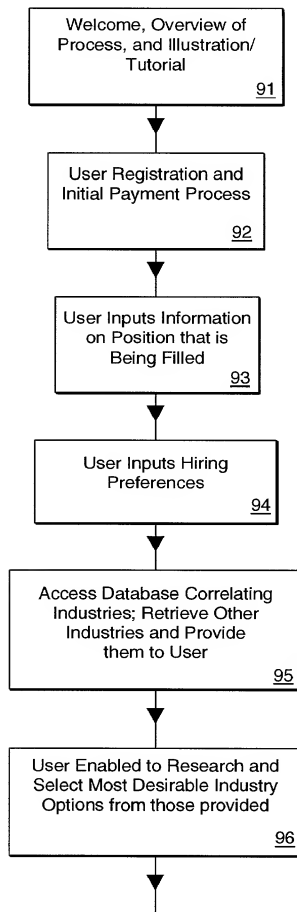 Welcome, Overview of
Process, and Illustration/
Tutorial
91
User Registration and
Initial Payment Process
92
User Inputs Information
on Position that is
Being Filled
93
User Inputs Hiring
Preferences
94
Access Database Correlating
Industries; Retrieve Other
Industries and Provide
them to User
95
User Enabled to Research and
Select Most Desirable Industry
Options from those provided
96